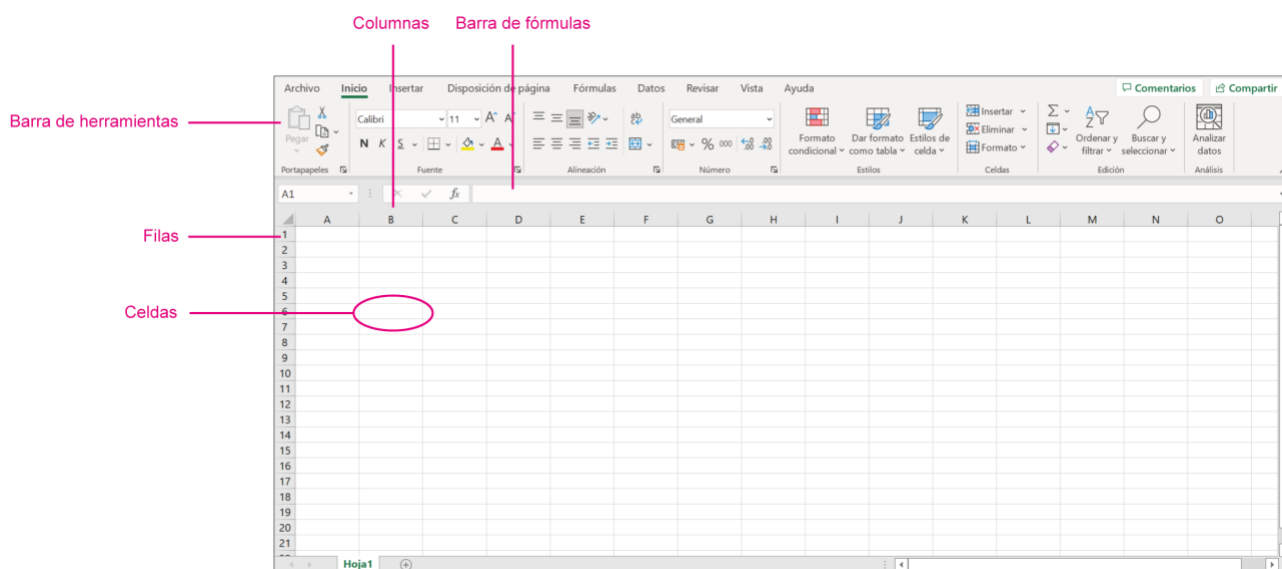 Columnas Barra de fórmulas
Archivo Inicio Insertar Disposición de página Fórmulas Datos Revisar Vista Ayuda Comentarios Compartir
Barra de herramientas
Pegar
Calibri 11
General
N K S
% 000
Formato condicional
Dar formato como tabla
Estilos de celda
Insertar
Eliminar
Formato
Ordenar y filtrar
Buscar y seleccionar
Analizar datos
Portapapeles Fuente Alineación Número Estilos Celdas Edición Análisis
A1 fx
A B C D E F G H I J K L M N O
Filas
1
2
3
4
5
Celdas
6
7
8
9
10
11
12
13
14
15
16
17
18
19
20
21
Hoja1